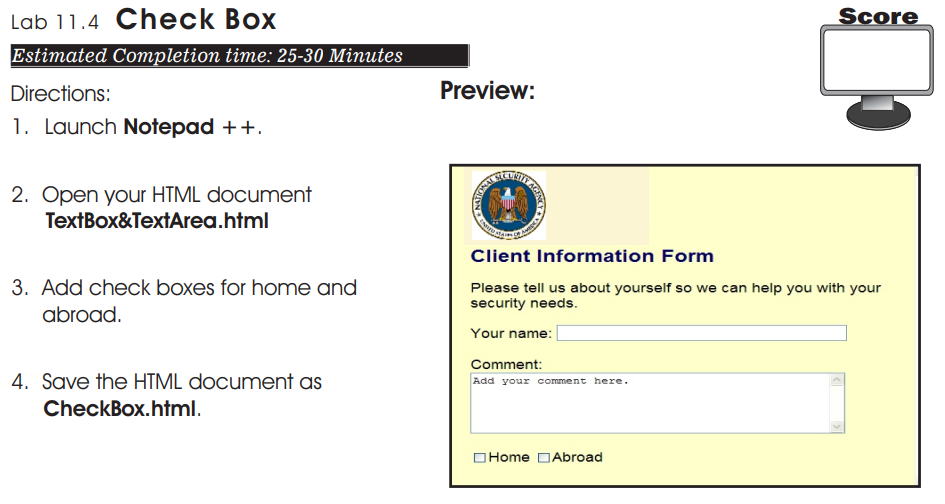 Lab 11.4 Check Box
Score
Estimated Completion time: 25-30 Minutes
Directions:
Preview:
1. Launch Notepad ++.
2. Open your HTML document
TextBox&TextArea.html
3. Add check boxes for home and
abroad.
4. Save the HTML document as
CheckBox.html.
NATIONAL SECURITY AGENCY
UNITED STATES OF AMERICA
Client Information Form
Please tell us about yourself so we can help you with your
security needs.
Your name:
Comment:
Add your comment here.
Home Abroad